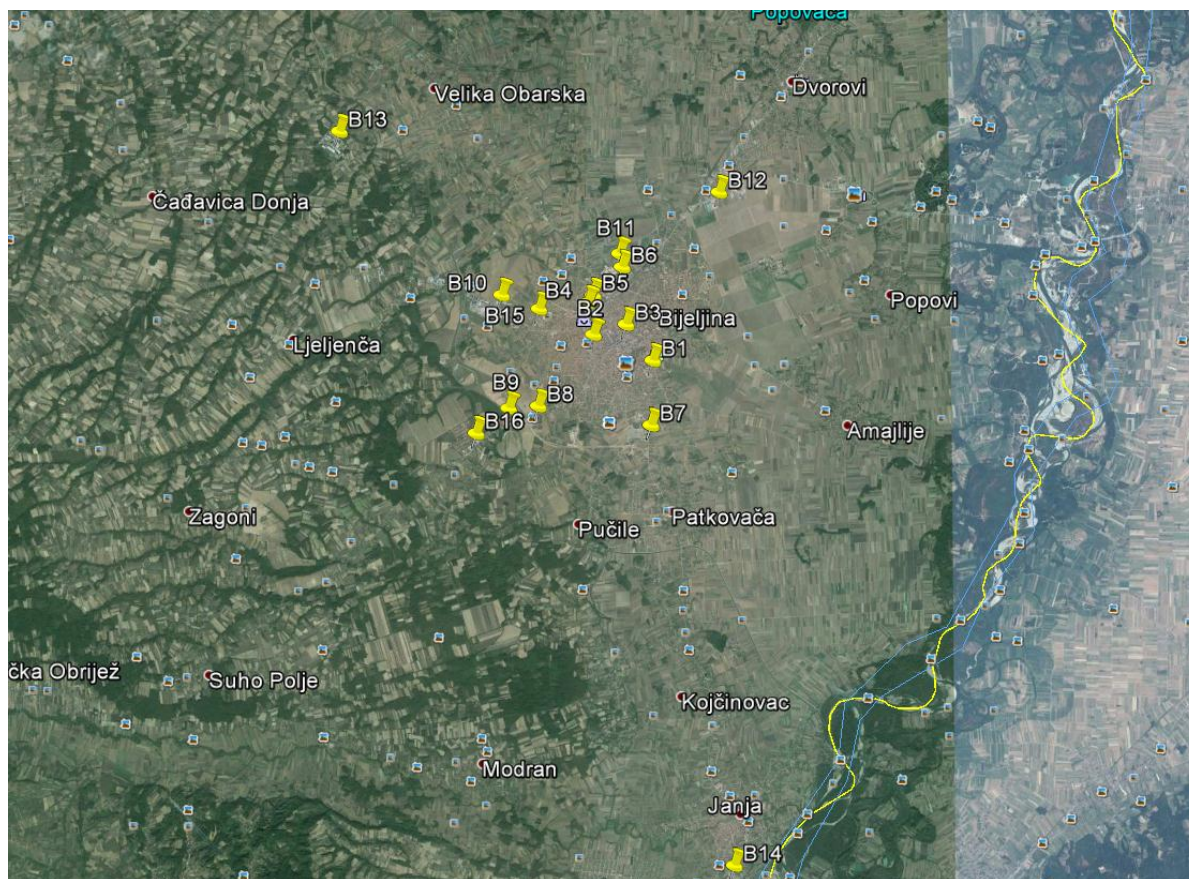 Popovača
Dvorovi
Velika Obarska
B13
B12
Čađavica Donja
B11
B6
B10
B4
B5
Popovi
B15
B2
B3
Bijeljina
Ljeljenča
B1
B9
B8
B16
B7
Amajlije
Zagoni
Pučile
Patkovača
čka Obrijež
Suho Polje
Kojčinovac
Modran
Janja
B14